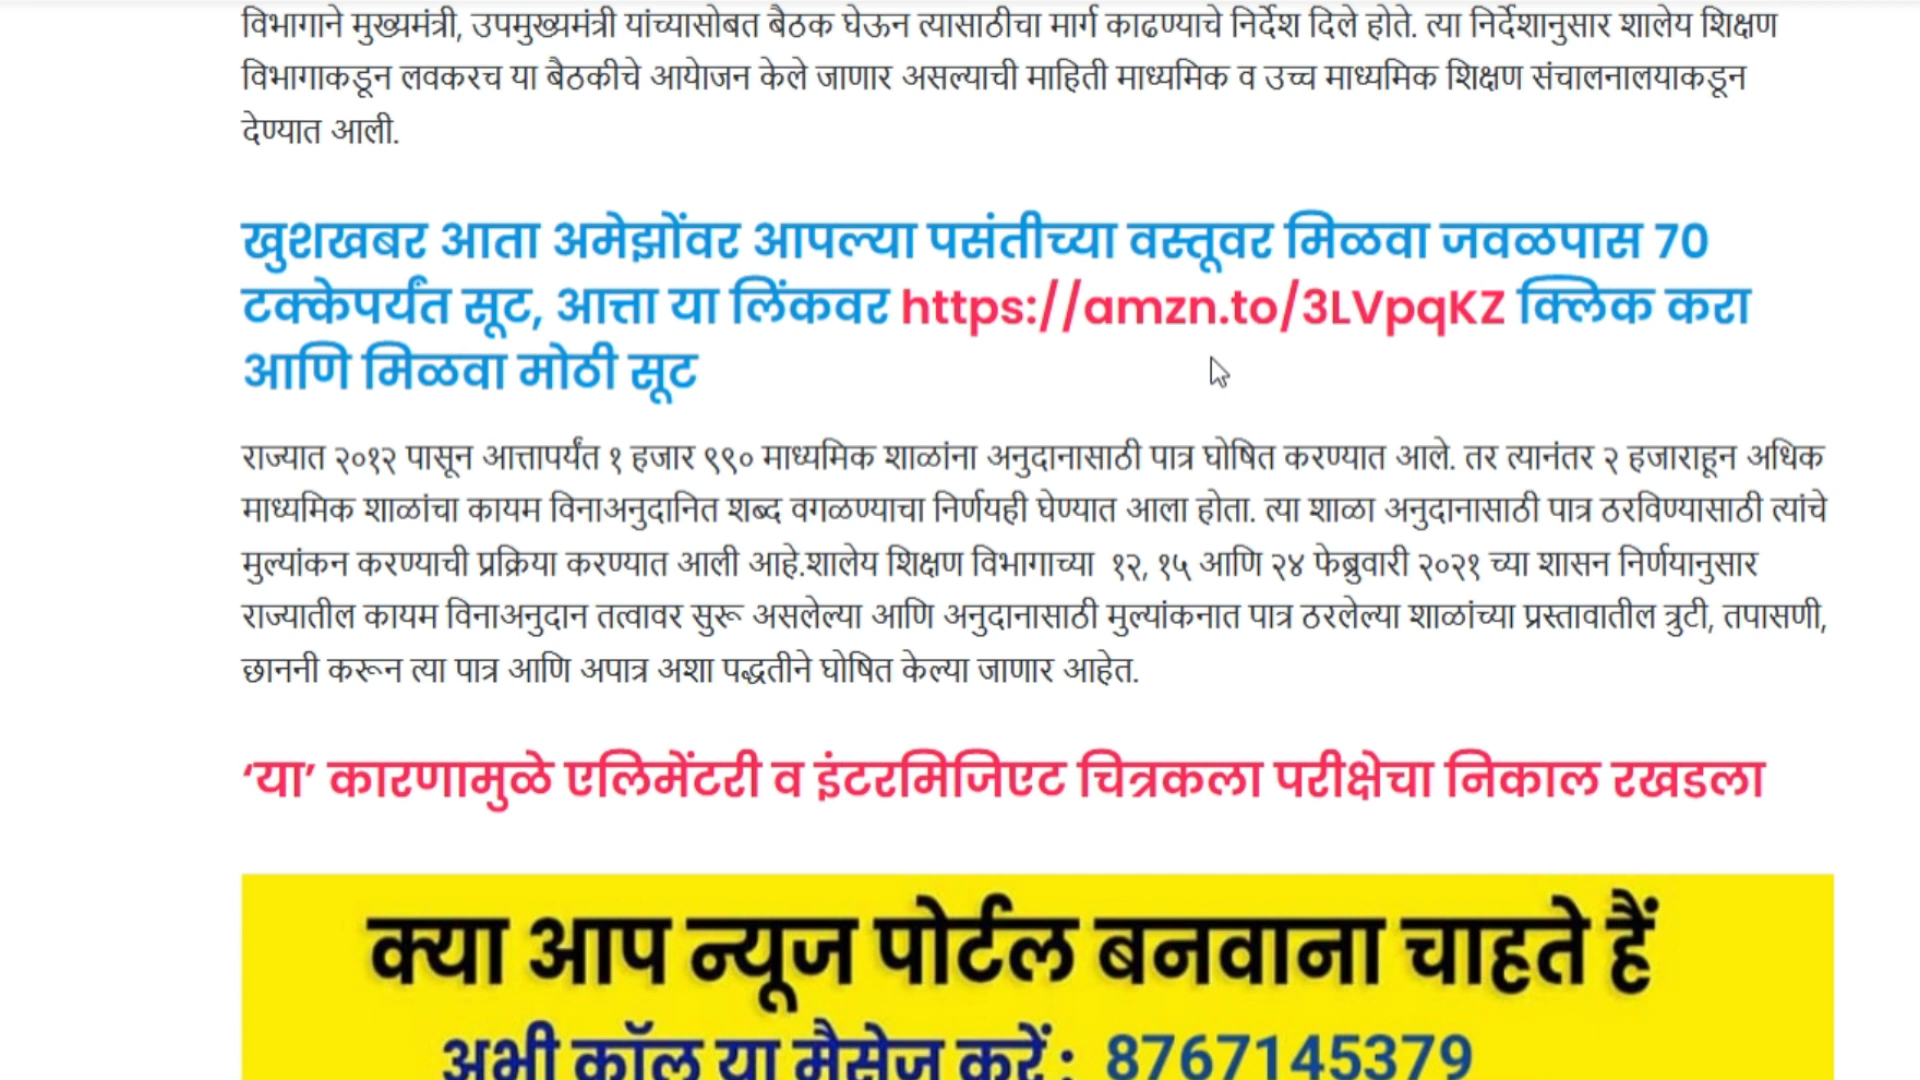 विभागाने मुख्यमंत्री, उपमुख्यमंत्री यांच्यासोबत बैठक घेऊन त्यासाठीचा मार्ग काढण्याचे निर्देश दिले होते. त्या निर्देशानुसार शालेय शिक्षण
विभागाकडून लवकरच या बैठकीचे आयेाजन केले जाणार असल्याची माहिती माध्यमिक व उच्च माध्यमिक शिक्षण संचालनालयाकडून
देण्यात आली.
खुशखबर आता अमेझोंवर आपल्या पसंतीच्या वस्तूवर मिळवा जवळपास 70
टक्केपर्यंत सूट, आत्ता या लिंकवर https://amzn.to/3LVpqKZ क्लिक करा
आणि मिळवा मोठी सूट
राज्यात २०१२ पासून आत्तापर्यंत १ हजार ९९० माध्यमिक शाळांना अनुदानासाठी पात्र घोषित करण्यात आले. तर त्यानंतर २ हजाराहून अधिक
माध्यमिक शाळांचा कायम विनाअनुदानित शब्द वगळण्याचा निर्णयही घेण्यात आला होता. त्या शाळा अनुदानासाठी पात्र ठरविण्यासाठी त्यांचे
मुल्यांकन करण्याची प्रक्रिया करण्यात आली आहे.शालेय शिक्षण विभागाच्या १२, १५ आणि २४ फेब्रुवारी २०२१ च्या शासन निर्णयानुसार
राज्यातील कायम विनाअनुदान तत्वावर सुरू असलेल्या आणि अनुदानासाठी मुल्यांकनात पात्र ठरलेल्या शाळांच्या प्रस्तावातील त्रुटी, तपासणी,
छाननी करून त्या पात्र आणि अपात्र अशा पद्धतीने घोषित केल्या जाणार आहेत.
‘या’ कारणामुळे एलिमेंटरी व इंटरमिजिएट चित्रकला परीक्षेचा निकाल रखडला
क्या आप न्यूज पोर्टल बनवाना चाहते हैं
अभी कॉल या मैसेज करें : 8767145379